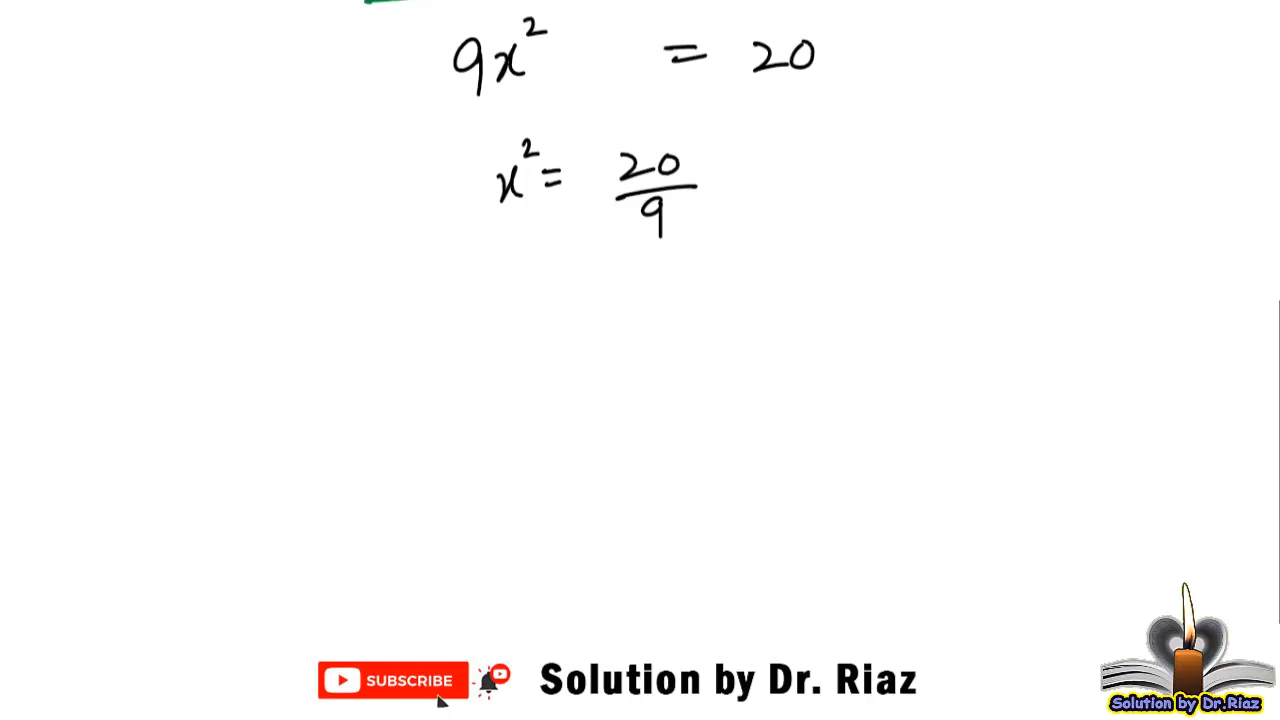 9x² = 20
x² = 20/9
SUBSCRIBE
Solution by Dr. Riaz
Solution by Dr.Riaz